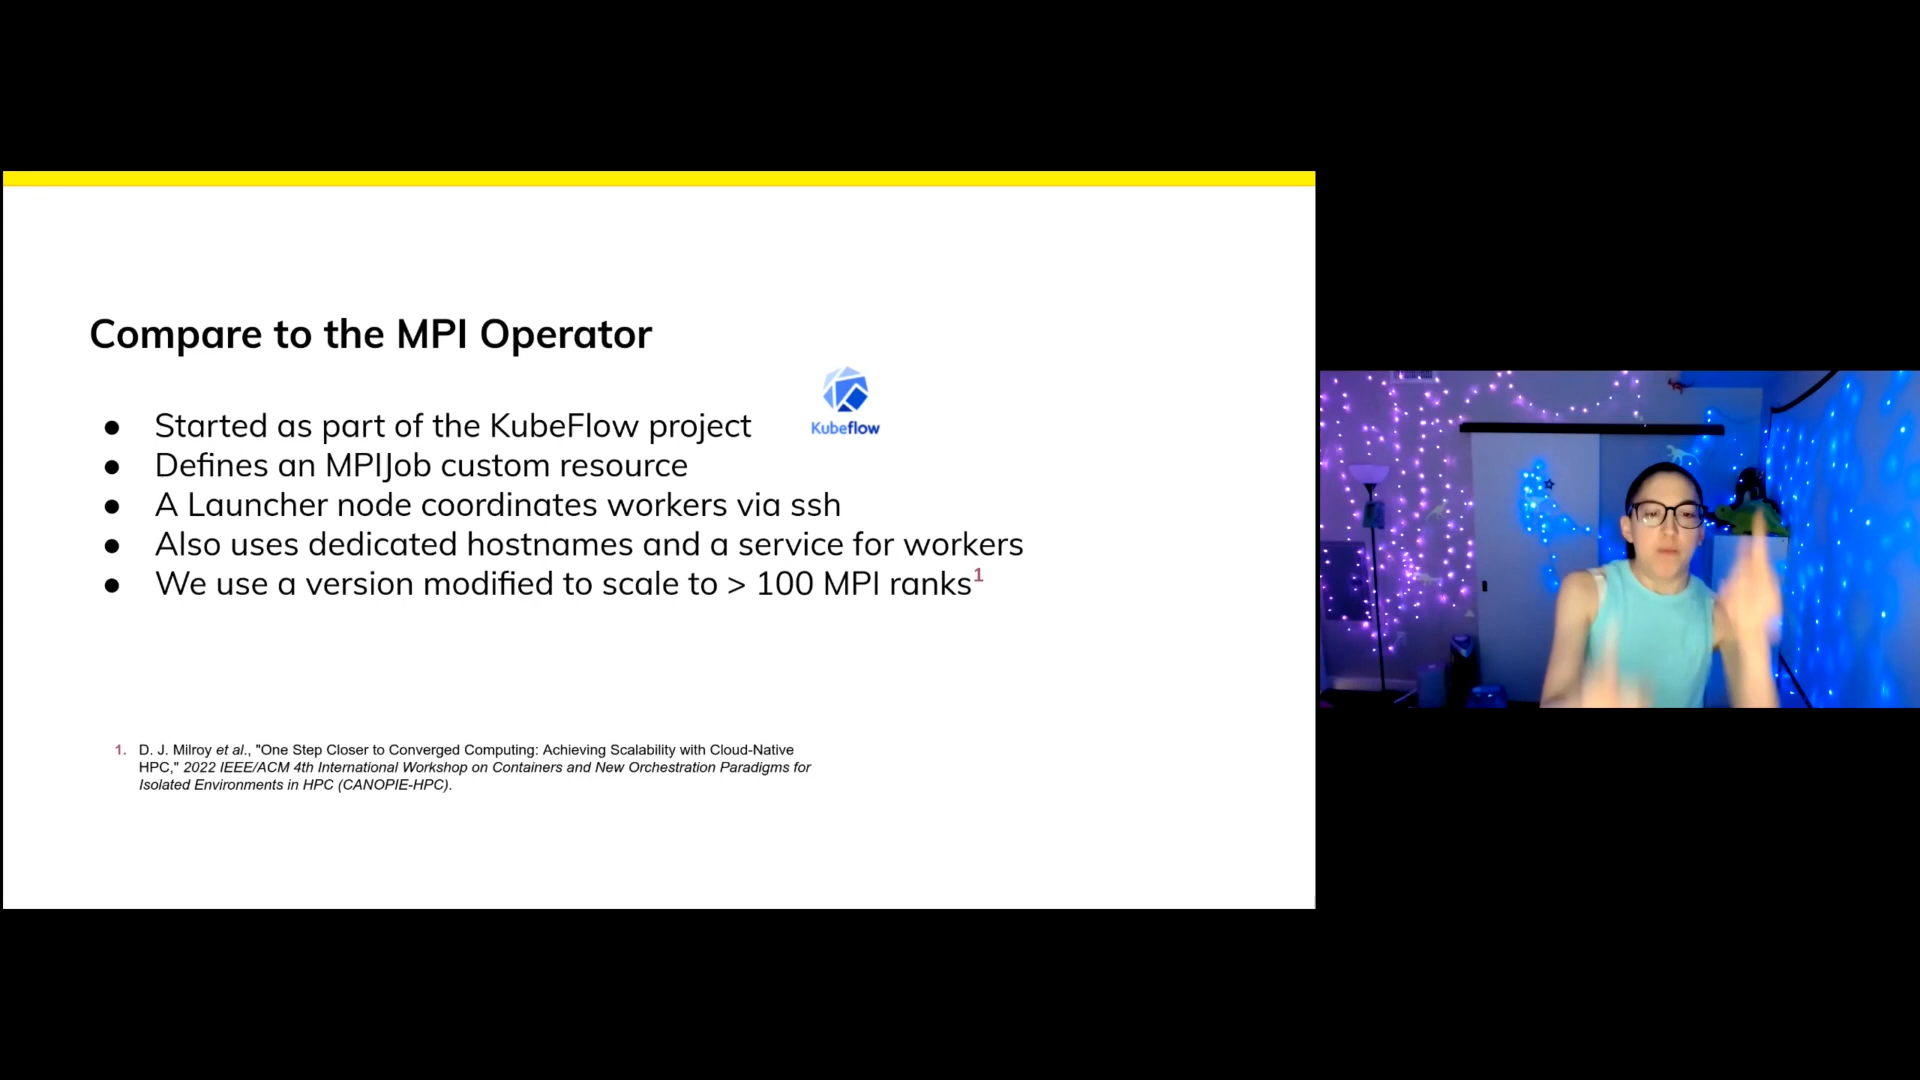 Compare to the MPI Operator
● Started as part of the KubeFlow project
Kubeflow
● Defines an MPIJob custom resource
● A Launcher node coordinates workers via ssh
● Also uses dedicated hostnames and a service for workers
● We use a version modified to scale to > 100 MPI ranks1
1. D. J. Milroy et al., "One Step Closer to Converged Computing: Achieving Scalability with Cloud-Native
HPC," 2022 IEEE/ACM 4th International Workshop on Containers and New Orchestration Paradigms for
Isolated Environments in HPC (CANOPIE-HPC).